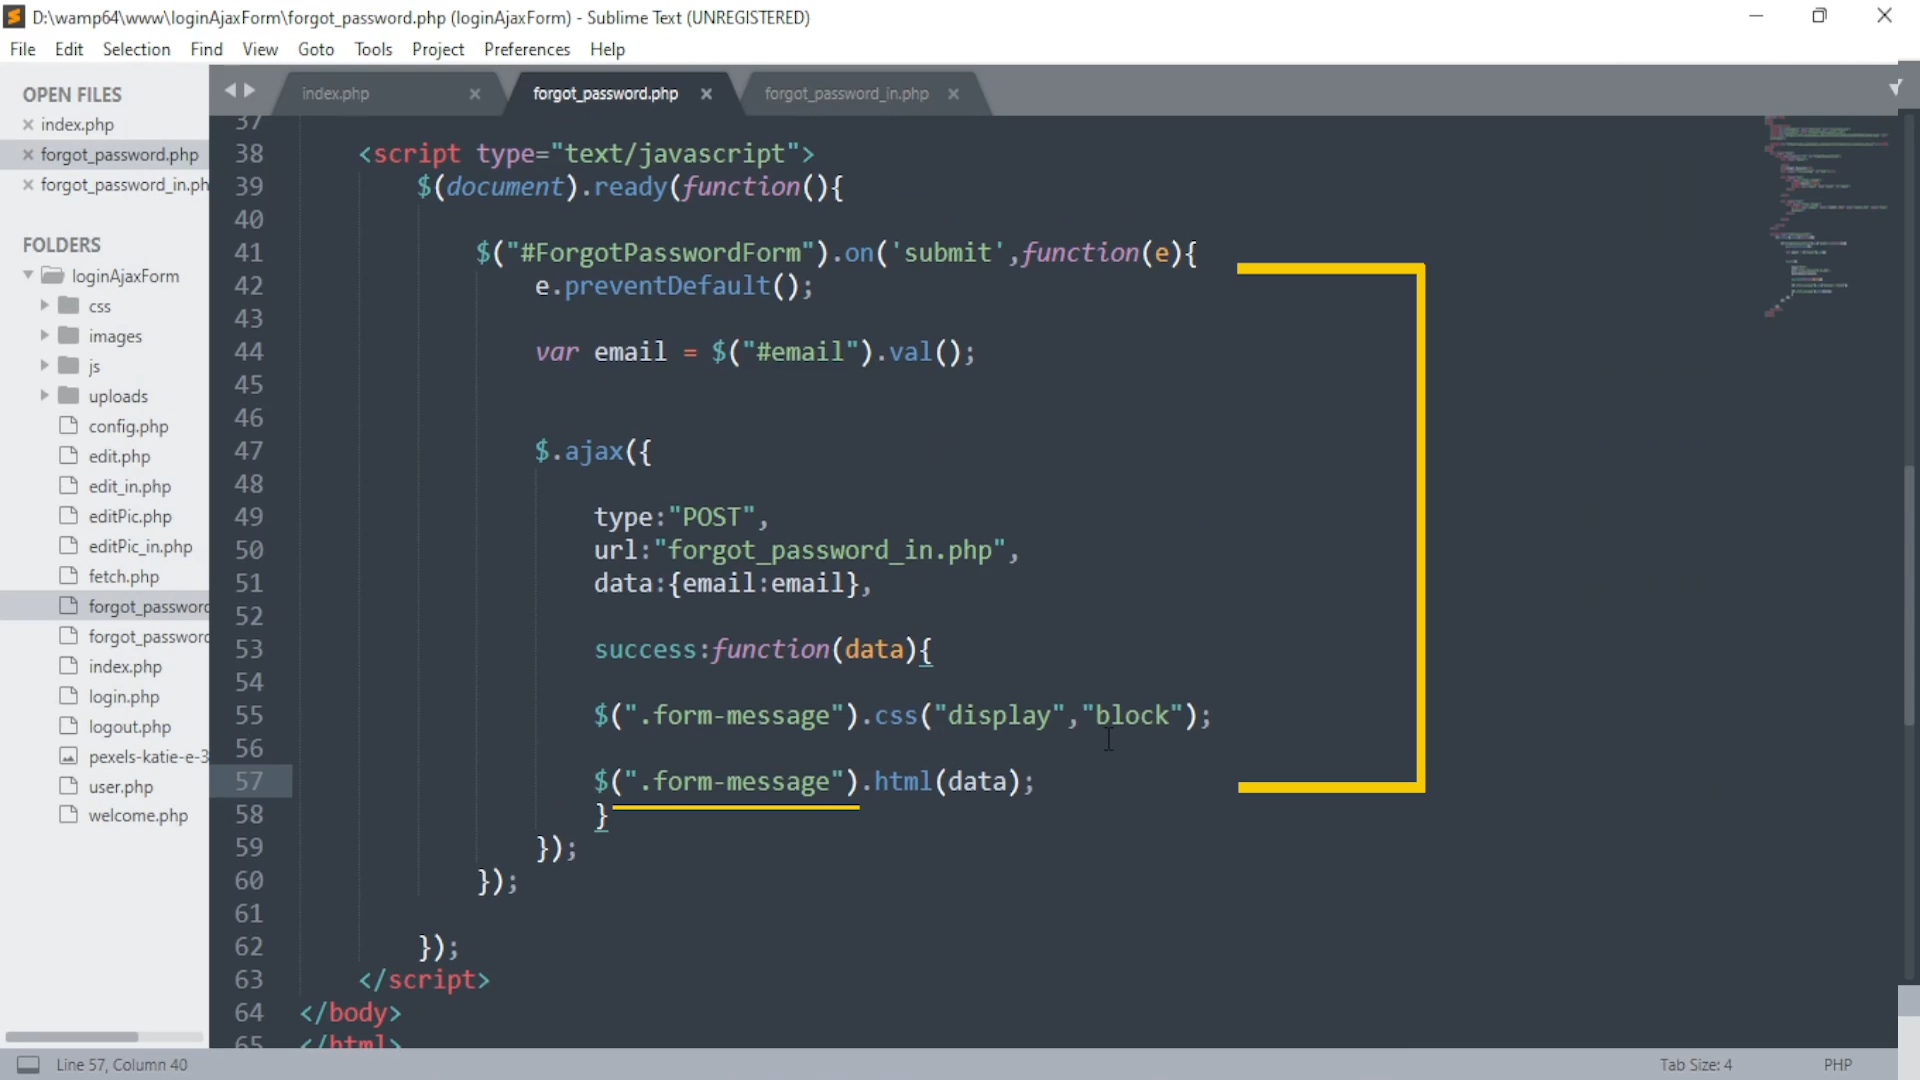 D:\wamp64\www\loginAjaxForm\forgot_password.php (loginAjaxForm) - Sublime Text (UNREGISTERED)
File Edit Selection Find View Goto Tools Project Preferences Help
OPEN FILES
index.php
forgot_password.php
forgot_password_in.ph
FOLDERS
loginAjaxForm
css
images
js
uploads
config.php
edit.php
edit_in.php
editPic.php
editPic_in.php
fetch.php
forgot_password
forgot_password
index.php
login.php
logout.php
pexels-katie-e-3
user.php
welcome.php
index.php forgot_password.php forgot_password_in.php
37
38 <script type="text/javascript">
39 $(document).ready(function(){
40
41 $("#ForgotPasswordForm").on('submit',function(e){
42 e.preventDefault();
43
44 var email = $("#email").val();
45
46
47 $.ajax({
48
49 type:"POST",
50 url:"forgot_password_in.php",
51 data:{email:email},
52
53 success:function(data){
54
55 $(".form-message").css("display","block");
56
57 $(".form-message").html(data);
58 }
59 });
60 });
61
62 });
63 </script>
64 </body>
65 </html>
Line 57, Column 40 Tab Size: 4 PHP